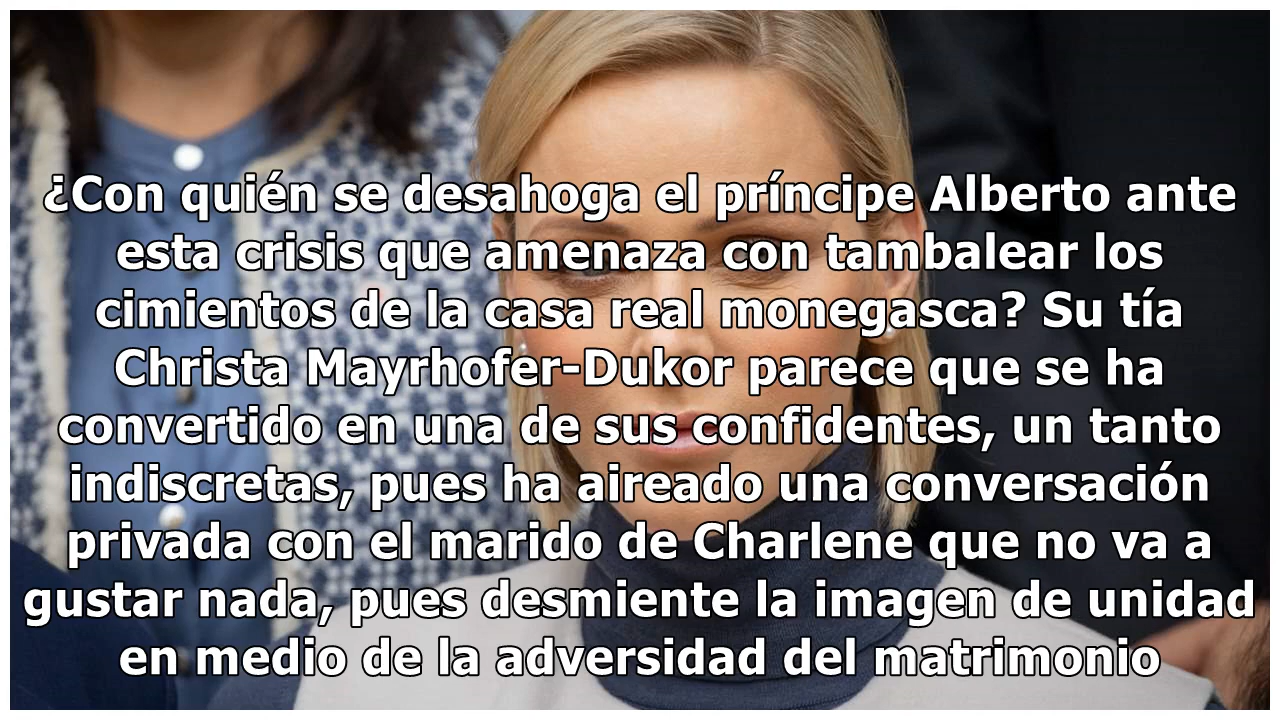 ¿Con quién se desahoga el príncipe Alberto ante
esta crisis que amenaza con tambalear los
cimientos de la casa real monegasca? Su tía
Christa Mayrhofer-Dukor parece que se ha
convertido en una de sus confidentes, un tanto
indiscretas, pues ha aireado una conversación
privada con el marido de Charlene que no va a
gustar nada, pues desmiente la imagen de unidad
en medio de la adversidad del matrimonio